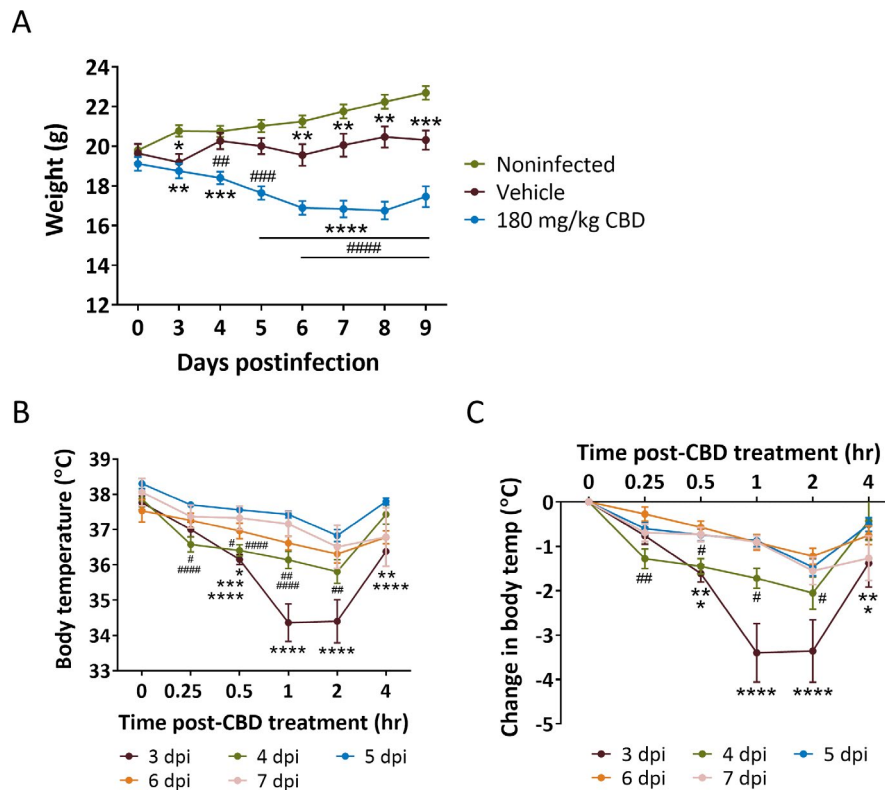 A
24
22
20
18
16
14
12
Weight (g)
* ** ** ** ***
## ###
** *** ****
####
0 3 4 5 6 7 8 9
Days postinfection
Noninfected
Vehicle
180 mg/kg CBD
B
39
38
37
36
35
34
33
Body temperature (°C)
# # #### ##
#### * #### ## **
*** ****
****
**** ****
0 0.25 0.5 1 2 4
Time post-CBD treatment (hr)
3 dpi 4 dpi 5 dpi
6 dpi 7 dpi
C
Time post-CBD treatment (hr)
0 0.25 0.5 1 2 4
0
-1
-2
-3
-4
-5
Change in body temp (°C)
#
## # #
** **
* *
**** ****
3 dpi 4 dpi 5 dpi
6 dpi 7 dpi